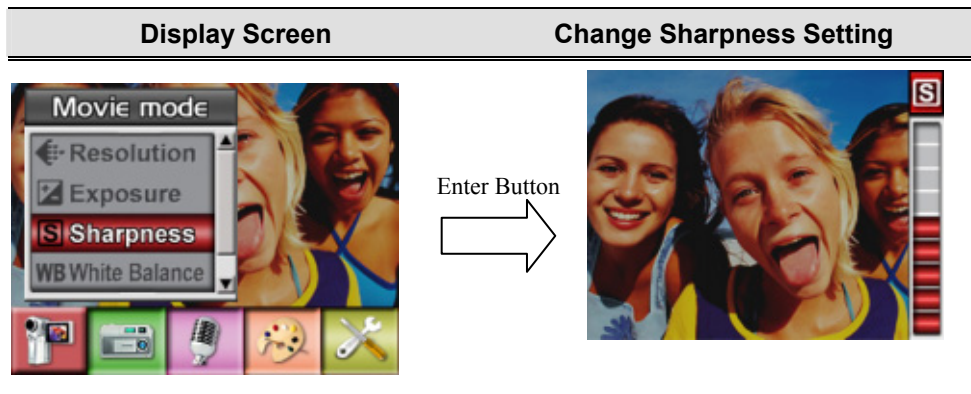 Display Screen
Change Sharpness Setting
Movie mode
Resolution
Exposure
S Sharpness
WB White Balance
Enter Button
S